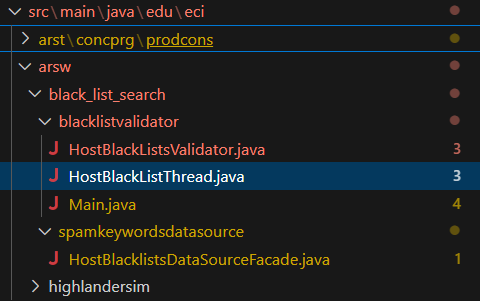 src\main\java\edu\eci
arst\concprg\prodcons
arsw
black_list_search
blacklistvalidator
J HostBlackListsValidator.java 3
J HostBlackListThread.java 3
J Main.java 4
spamkeywordsdatasource
J HostBlacklistsDataSourceFacade.java 1
highlandersim